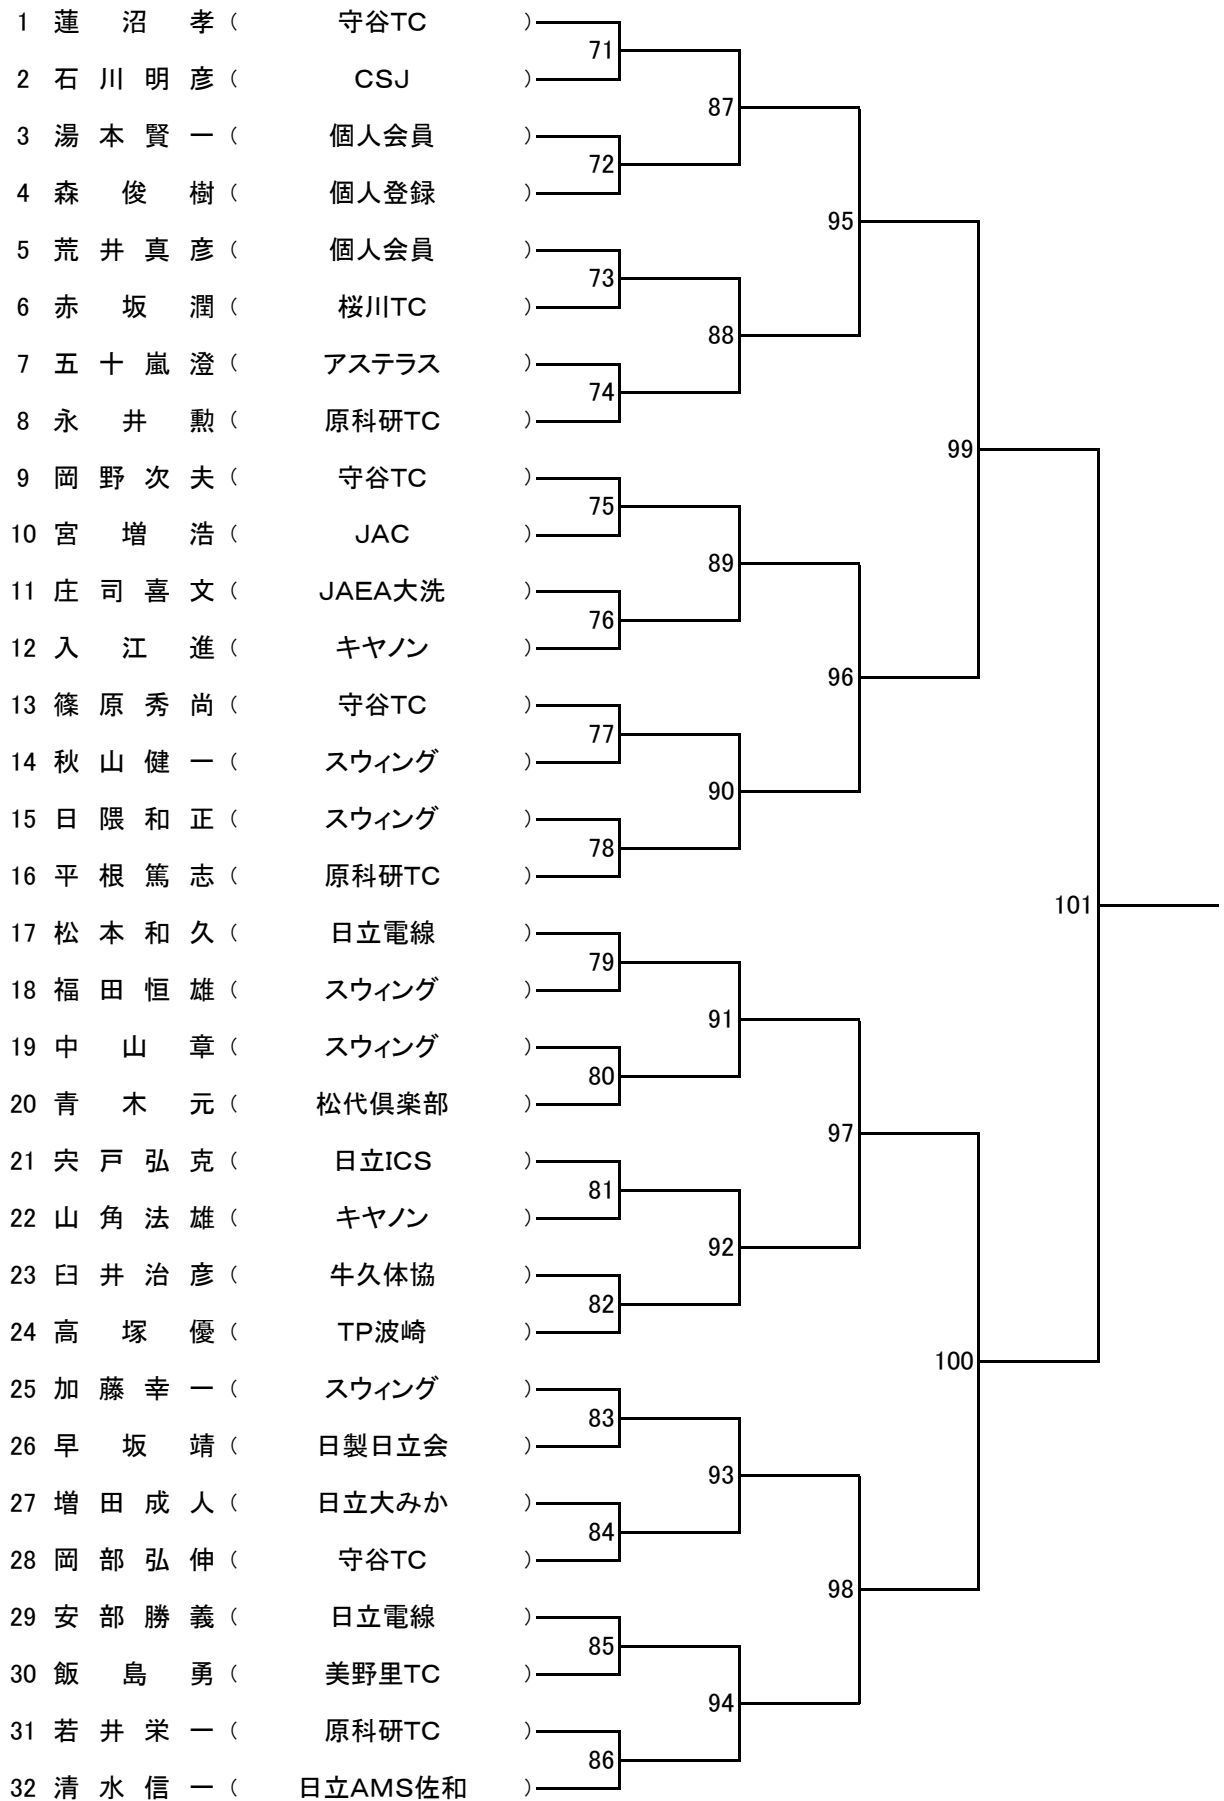 1 蓮沼孝 ( 守谷TC )
71
2 石川明彦 ( CSJ )
87
3 湯本賢一 ( 個人会員 )
72
4 森俊樹 ( 個人登録 )
95
5 荒井真彦 ( 個人会員 )
73
6 赤坂潤 ( 桜川TC )
88
7 五十嵐澄 ( アステラス )
74
8 永井勲 ( 原科研TC )
99
9 岡野次夫 ( 守谷TC )
75
10 宮増浩 ( JAC )
89
11 庄司喜文 ( JAEA大洗 )
76
12 入江進 ( キヤノン )
96
13 篠原秀尚 ( 守谷TC )
77
14 秋山健一 ( スウィング )
90
15 日隈和正 ( スウィング )
78
16 平根篤志 ( 原科研TC )
101
17 松本和久 ( 日立電線 )
79
18 福田恒雄 ( スウィング )
91
19 中山章 ( スウィング )
80
20 青木元 ( 松代倶楽部 )
97
21 宍戸弘克 ( 日立ICS )
81
22 山角法雄 ( キヤノン )
92
23 臼井治彦 ( 牛久体協 )
82
24 高塚優 ( TP波崎 )
100
25 加藤幸一 ( スウィング )
83
26 早坂靖 ( 日製日立会 )
93
27 増田成人 ( 日立大みか )
84
28 岡部弘伸 ( 守谷TC )
98
29 安部勝義 ( 日立電線 )
85
30 飯島勇 ( 美野里TC )
94
31 若井栄一 ( 原科研TC )
86
32 清水信一 ( 日立AMS佐和 )